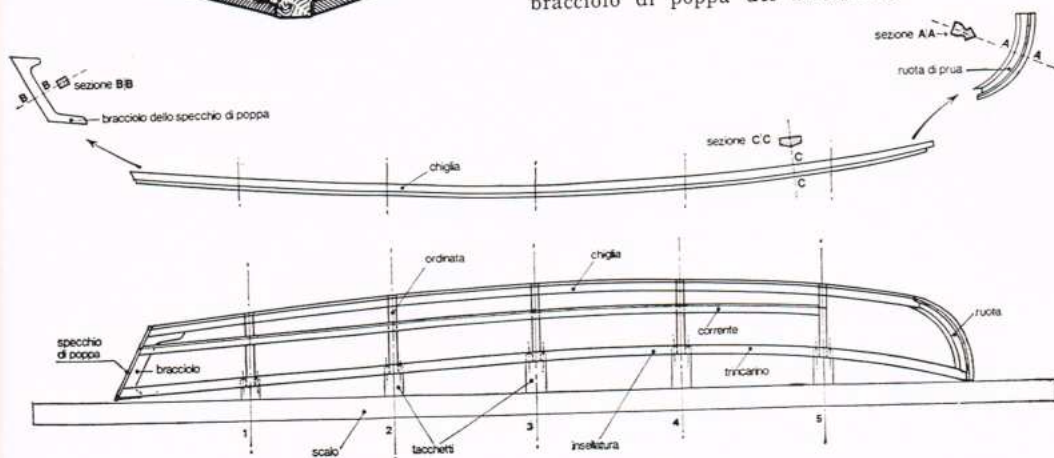 bracciolo di poppa del
sezione A/A
A
A
ruota di prua
B
B
sezione B/B
bracciolo dello specchio di poppa
sezione C/C
C
C
chiglia
ordinata
chiglia
ruota
corrente
specchio
di poppa
bracciolo
trincarino
1
2
3
4
5
scalo
tacchetti
insellatura